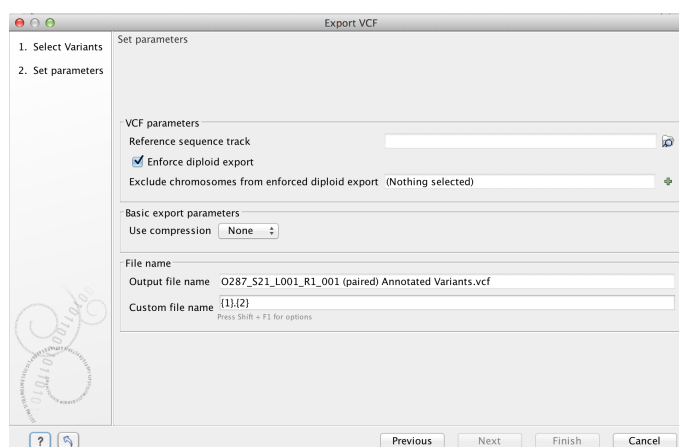 Export VCF
1. Select Variants
2. Set parameters
Set parameters
VCF parameters
Reference sequence track
Enforce diploid export
Exclude chromosomes from enforced diploid export (Nothing selected)
Basic export parameters
Use compression None
File name
Output file name O287_S21_L001_R1_001 (paired) Annotated Variants.vcf
Custom file name {1}.{2}
Press Shift + F1 for options
? Previous Next Finish Cancel